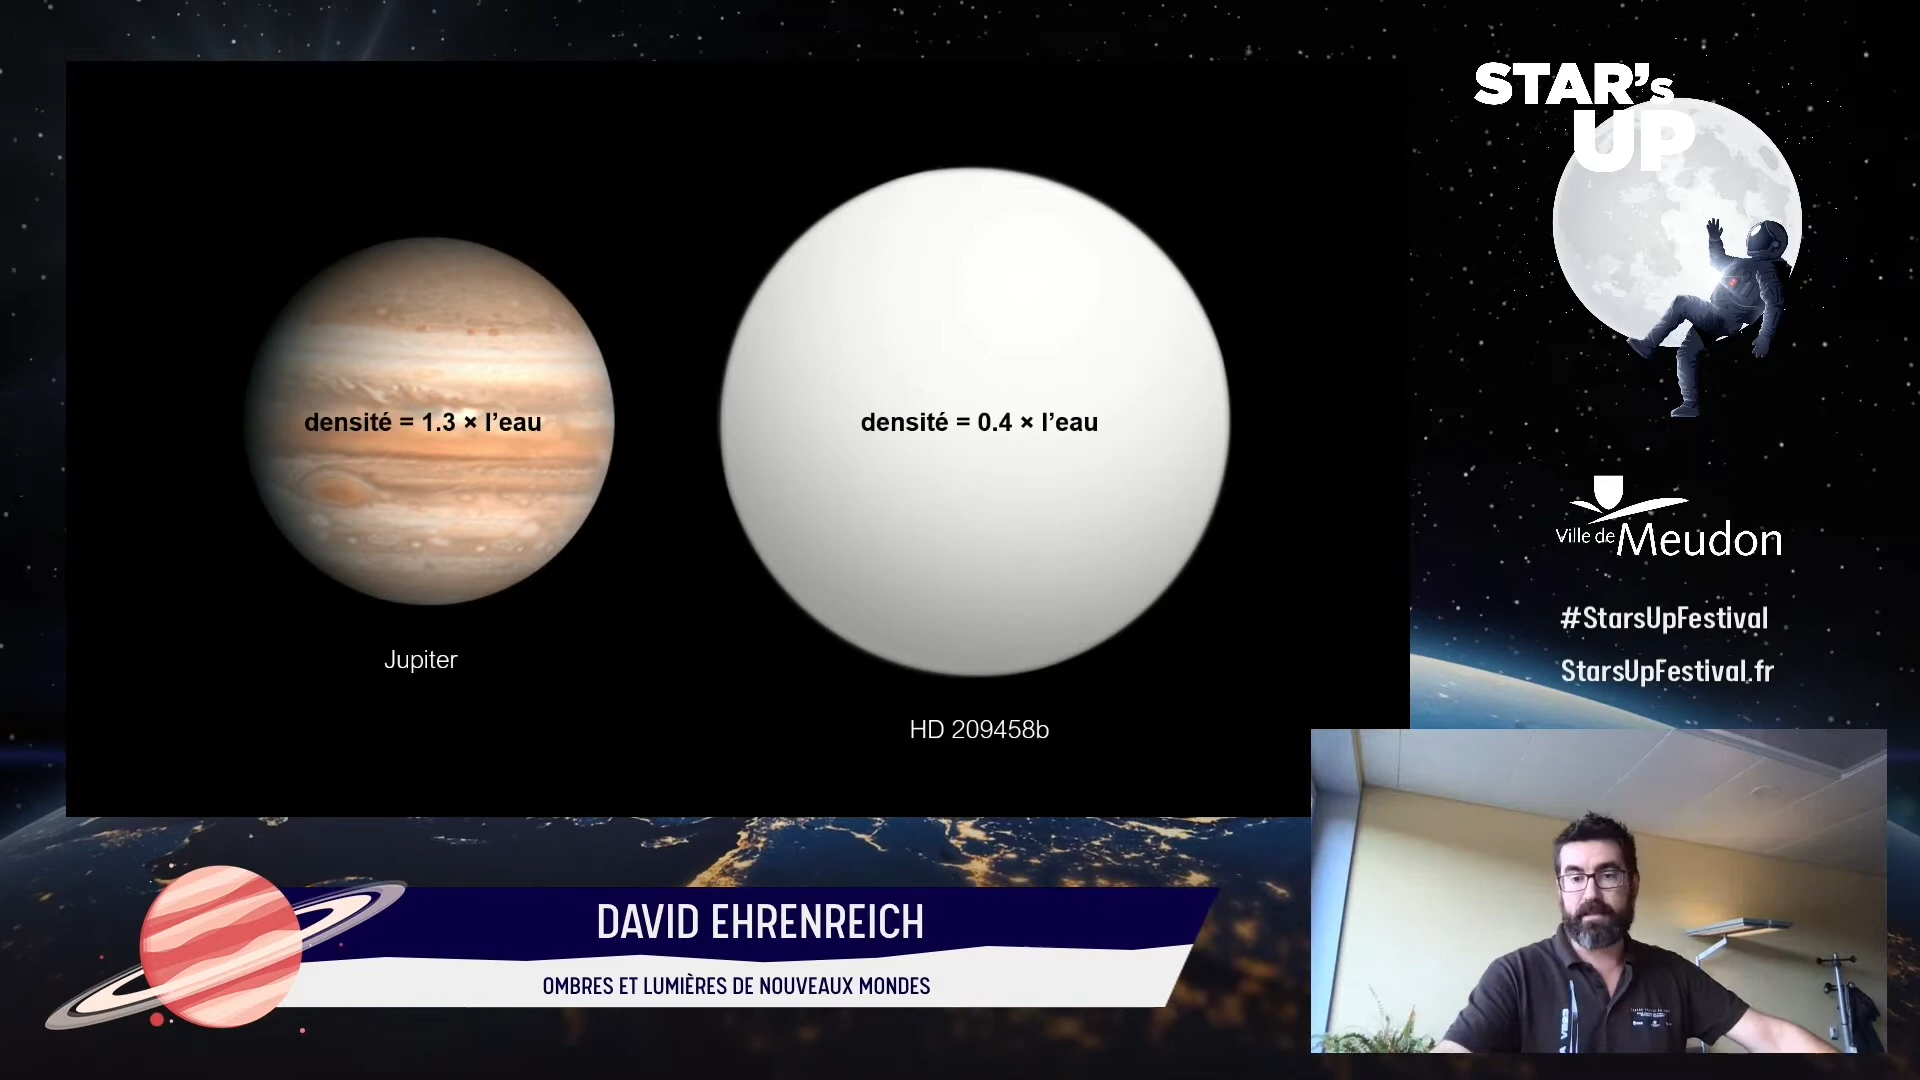 STAR's
UP
densité = 1.3 × l’eau
densité = 0.4 × l’eau
Jupiter
HD 209458b
Ville de Meudon
#StarsUpFestival
StarsUpFestival.fr
DAVID EHRENREICH
OMBRES ET LUMIÈRES DE NOUVEAUX MONDES